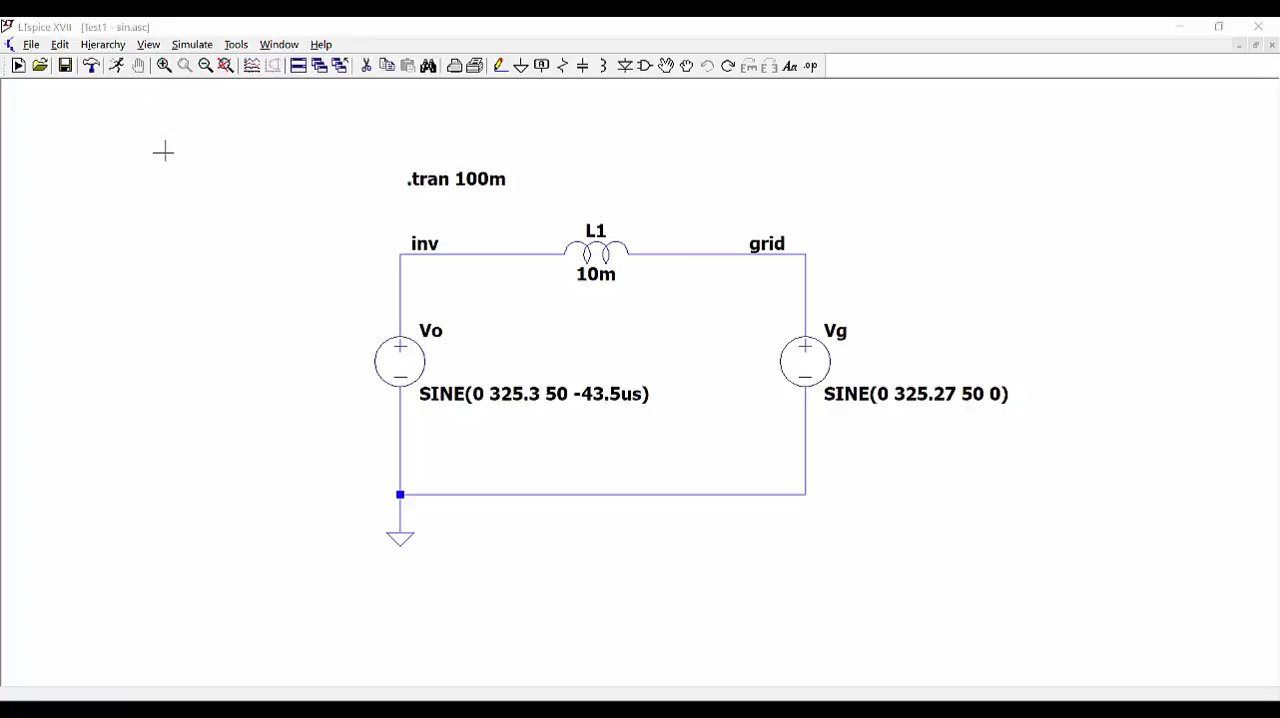 LTspice XVII - [Test1 - sin.asc]
File Edit Hierarchy View Simulate Tools Window Help
.op
.tran 100m
L1
inv grid
10m
Vo Vg
SINE(0 325.3 50 -43.5us) SINE(0 325.27 50 0)